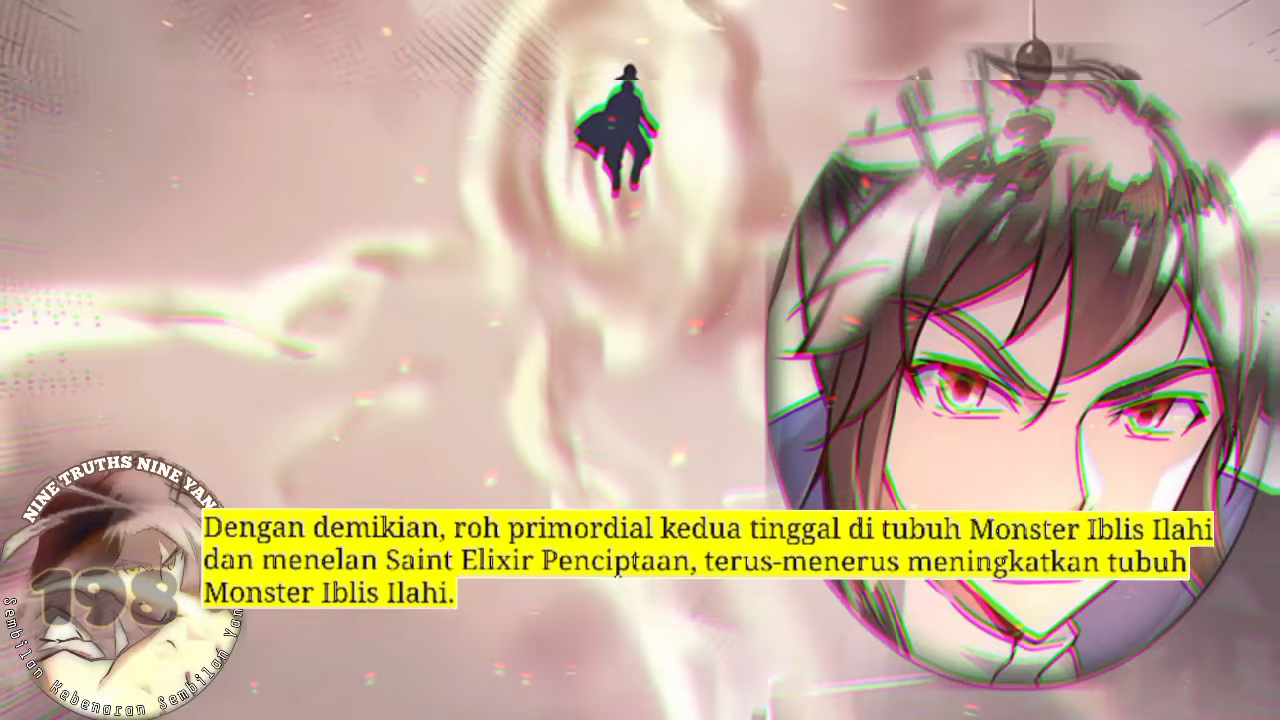 NINE TRUTHS NINE YAN
198
Dengan demikian, roh primordial kedua tinggal di tubuh Monster Iblis Ilahi
dan menelan Saint Elixir Penciptaan, terus-menerus meningkatkan tubuh
Monster Iblis Ilahi.
Sembilan Kebenaran Sembilan Yan